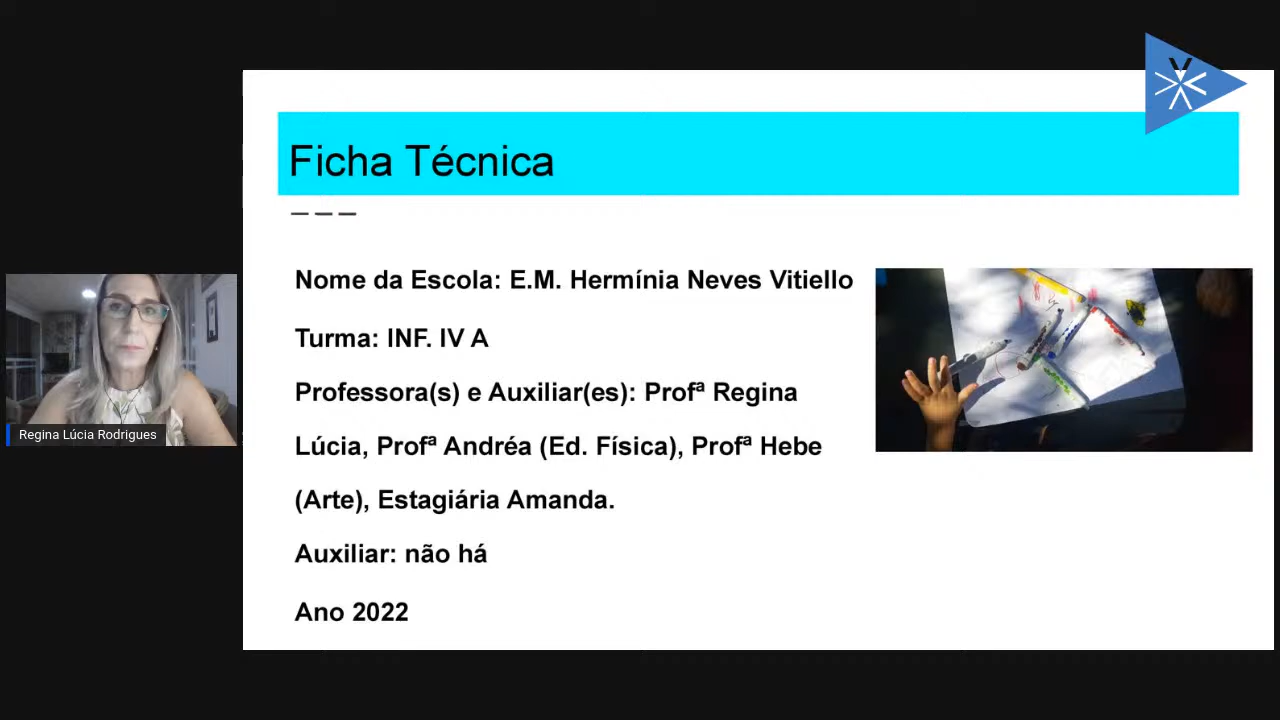 Ficha Técnica
Nome da Escola: E.M. Hermínia Neves Vitiello
Turma: INF. IV A
Professora(s) e Auxiliar(es): Profª Regina
Lúcia, Profª Andréa (Ed. Física), Profª Hebe
(Arte), Estagiária Amanda.
Auxiliar: não há
Ano 2022
Regina Lúcia Rodrigues